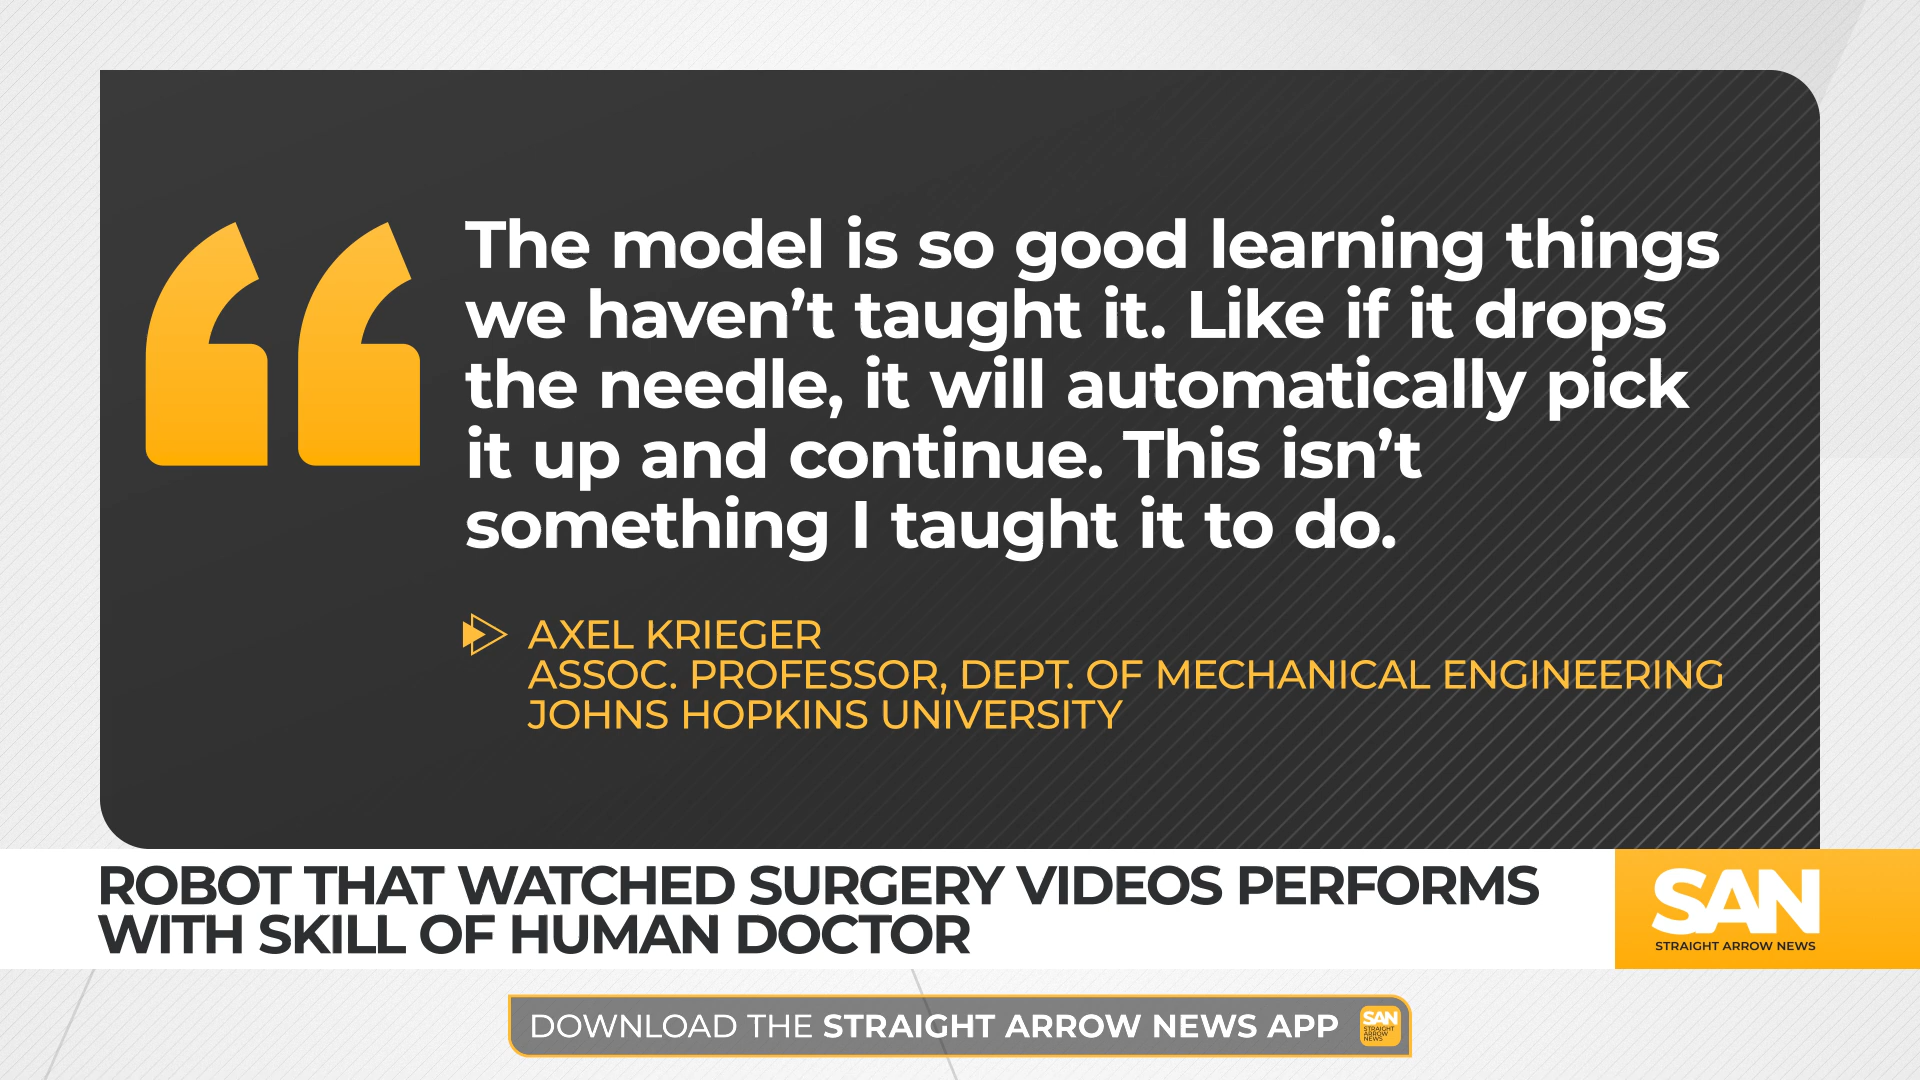 The model is so good learning things
we haven’t taught it. Like if it drops
the needle, it will automatically pick
it up and continue. This isn’t
something I taught it to do.
AXEL KRIEGER
ASSOC. PROFESSOR, DEPT. OF MECHANICAL ENGINEERING
JOHNS HOPKINS UNIVERSITY
ROBOT THAT WATCHED SURGERY VIDEOS PERFORMS
WITH SKILL OF HUMAN DOCTOR
SAN
STRAIGHT ARROW NEWS
DOWNLOAD THE STRAIGHT ARROW NEWS APP
SAN
STRAIGHT
ARROW
NEWS